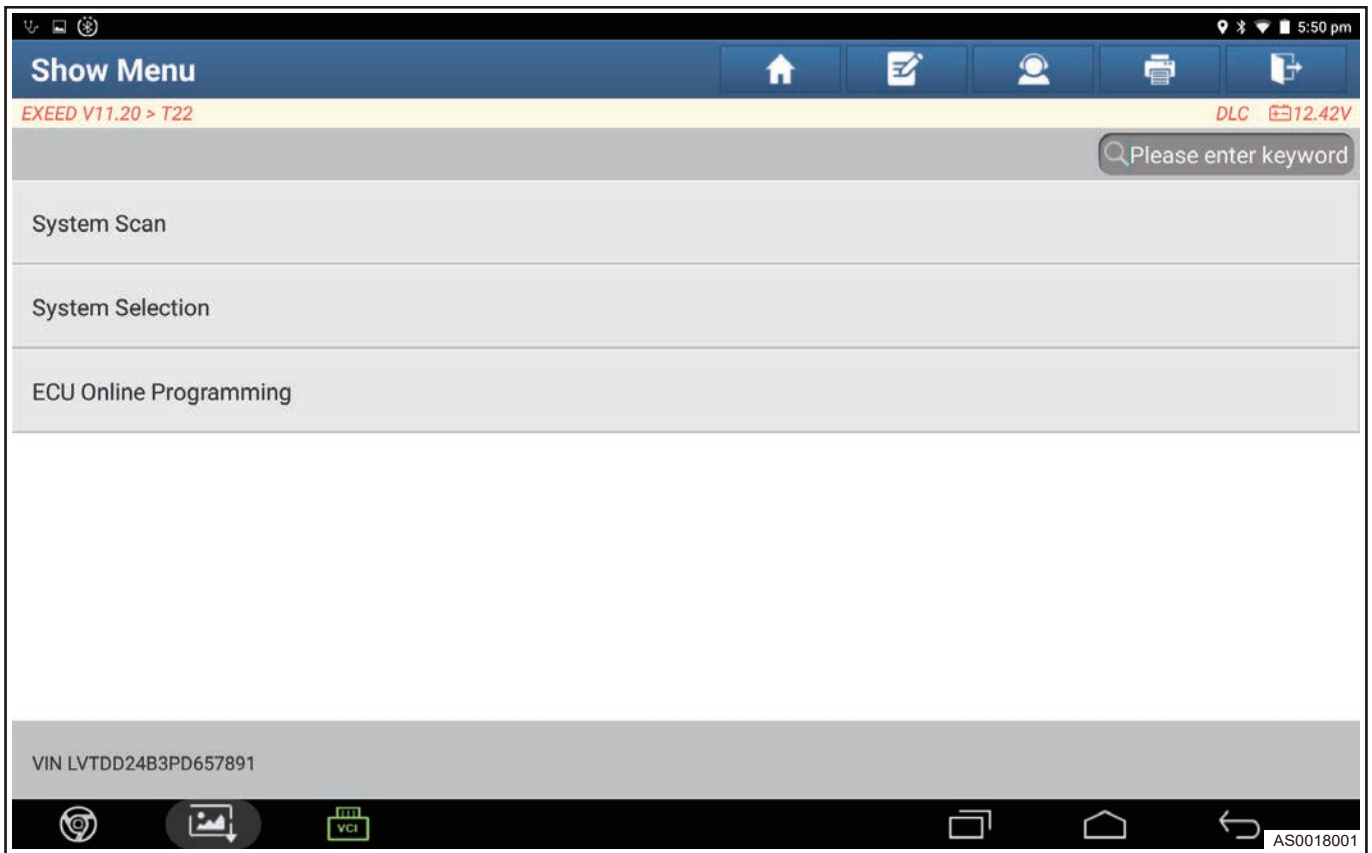 5:50 pm
Show Menu
EXEED V11.20 > T22
DLC 12.42V
Please enter keyword
System Scan
System Selection
ECU Online Programming
VIN LVTDD24B3PD657891
VCI
AS0018001